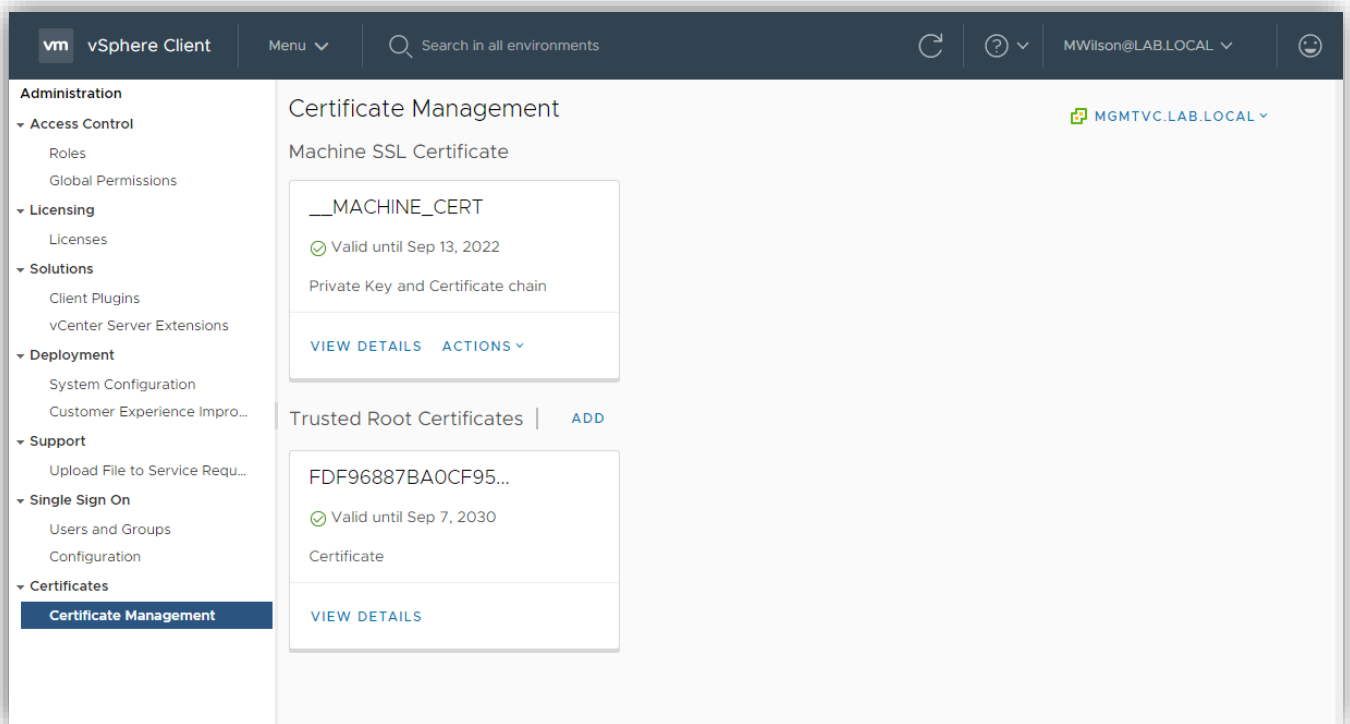 vm vSphere Client Menu Search in all environments ? MWilson@LAB.LOCAL
Administration
Access Control
Roles
Global Permissions
Licensing
Licenses
Solutions
Client Plugins
vCenter Server Extensions
Deployment
System Configuration
Customer Experience Impro...
Support
Upload File to Service Requ...
Single Sign On
Users and Groups
Configuration
Certificates
Certificate Management
Certificate Management
MGMTVC.LAB.LOCAL
Machine SSL Certificate
__MACHINE_CERT
Valid until Sep 13, 2022
Private Key and Certificate chain
VIEW DETAILS ACTIONS
Trusted Root Certificates | ADD
FDF96887BA0CF95...
Valid until Sep 7, 2030
Certificate
VIEW DETAILS